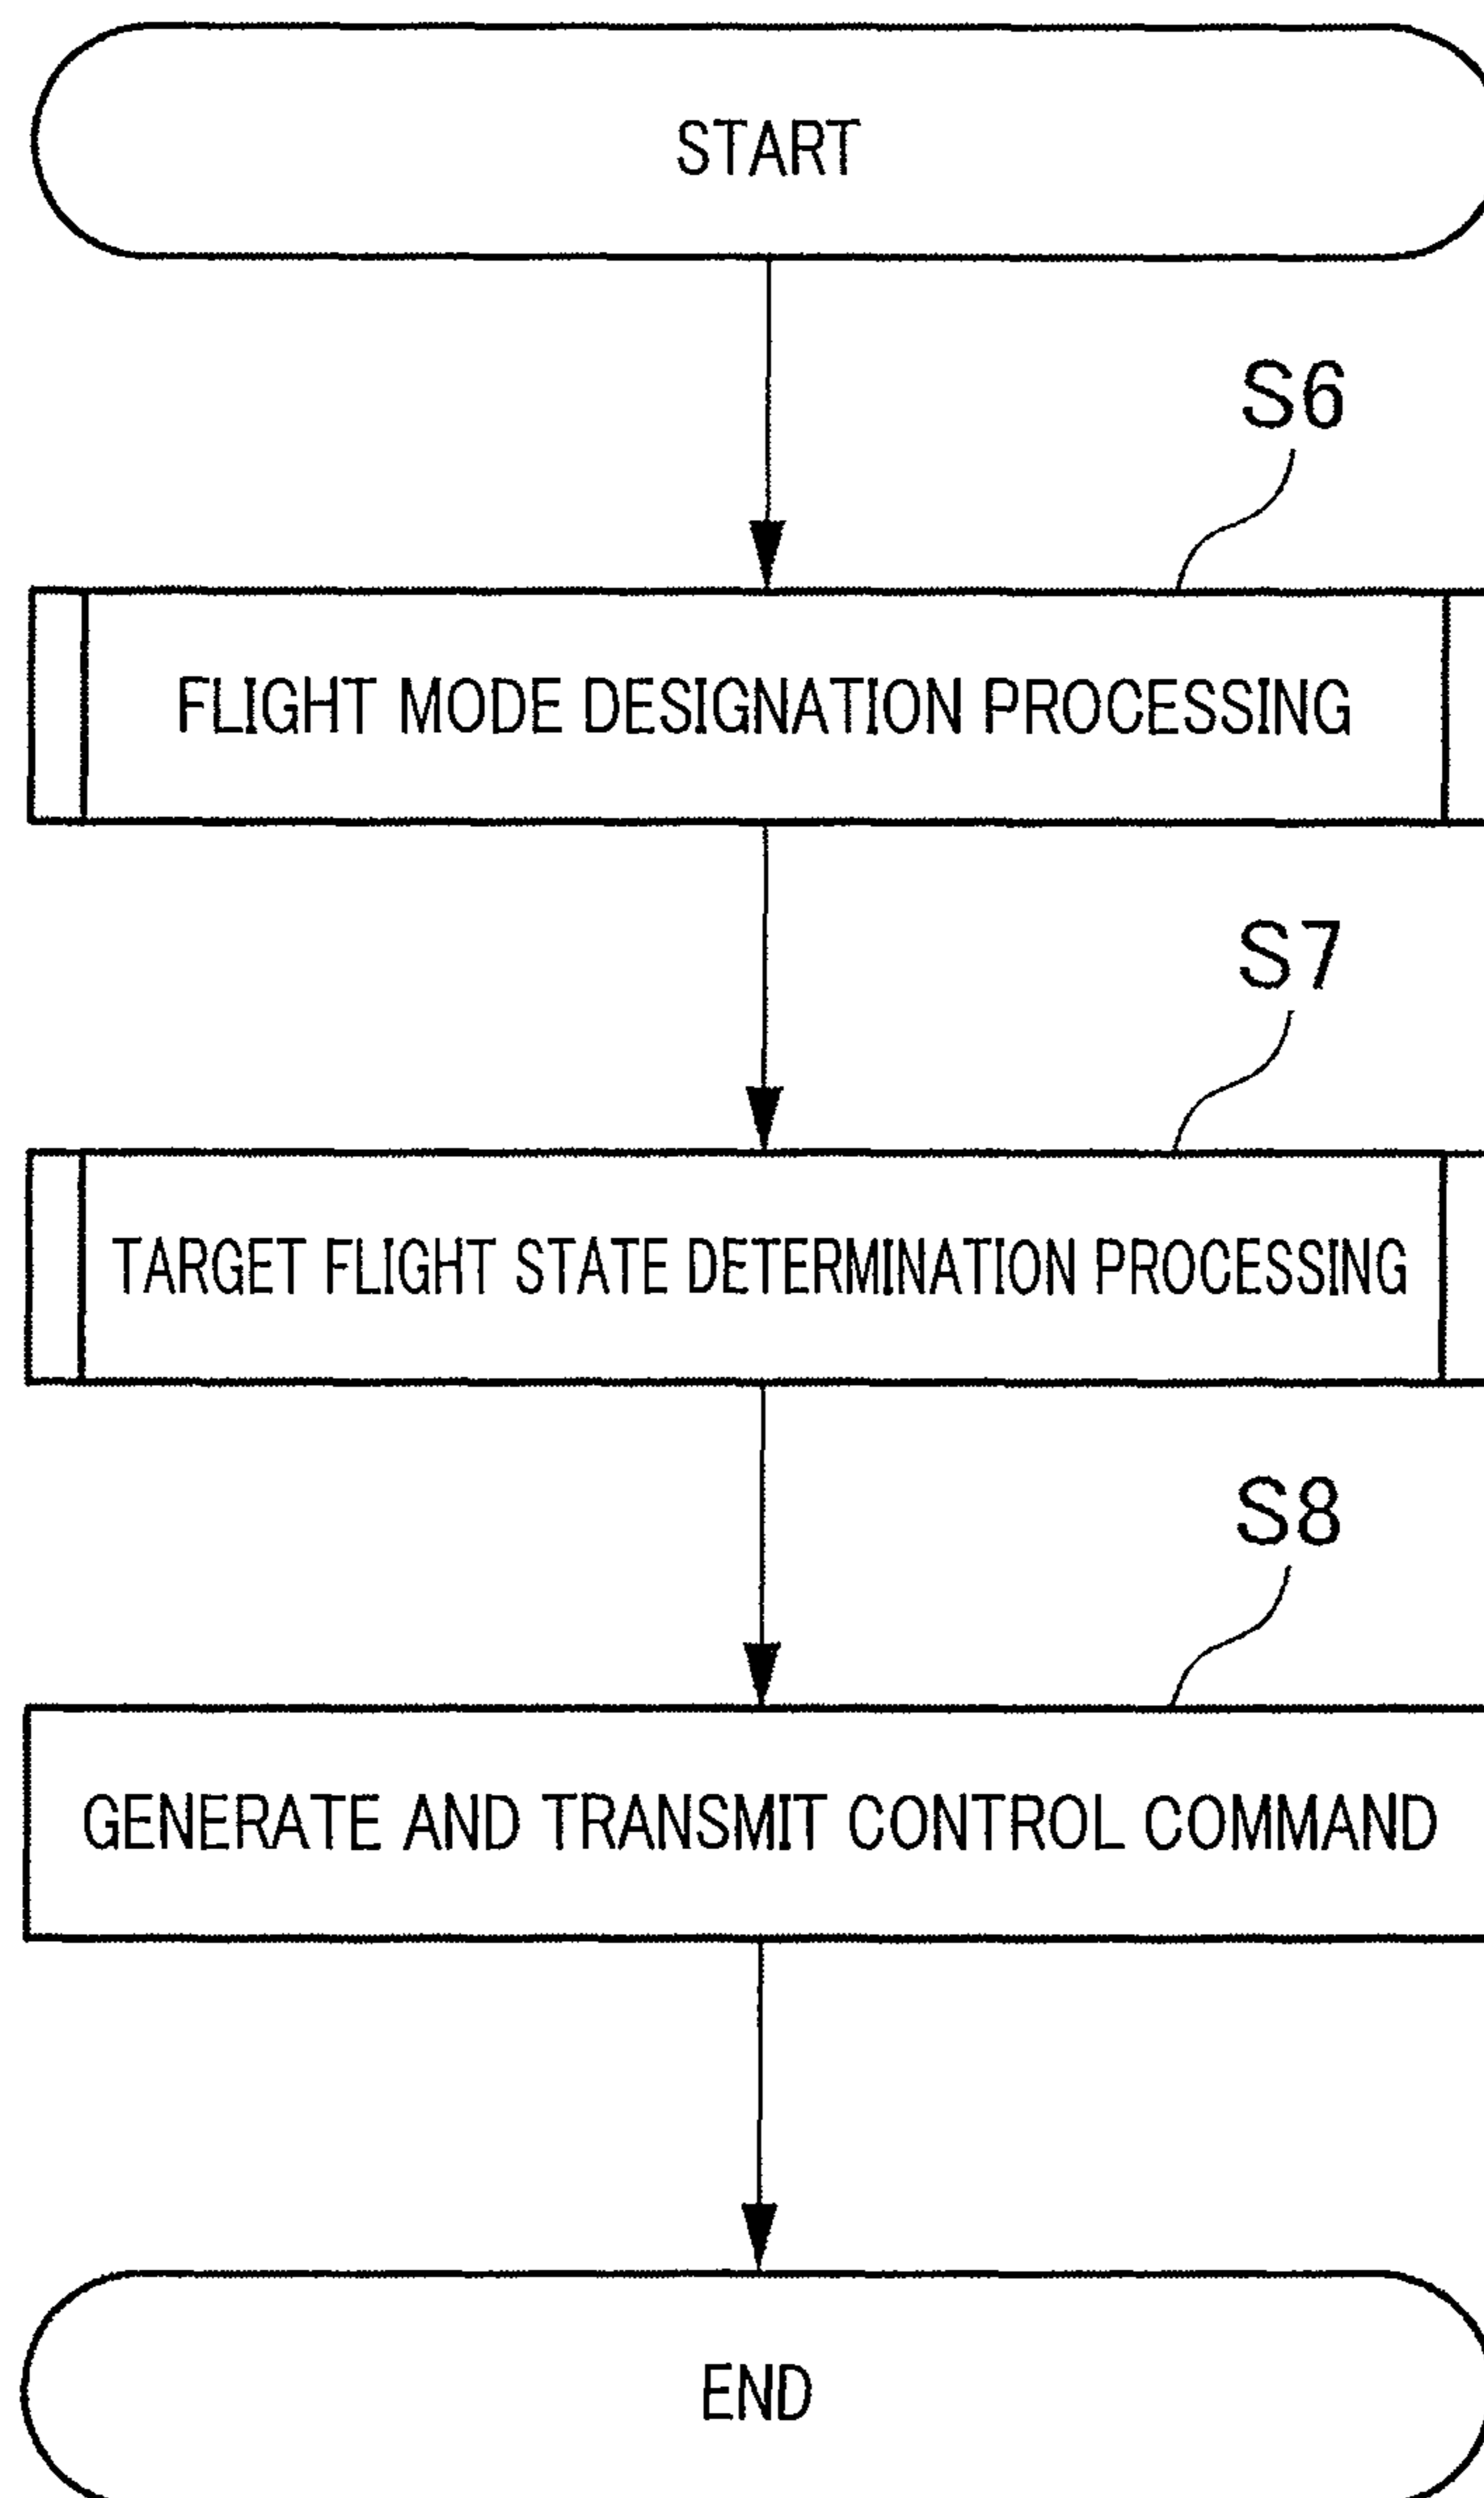 START
S6
FLIGHT MODE DESIGNATION PROCESSING
S7
TARGET FLIGHT STATE DETERMINATION PROCESSING
S8
GENERATE AND TRANSMIT CONTROL COMMAND
END